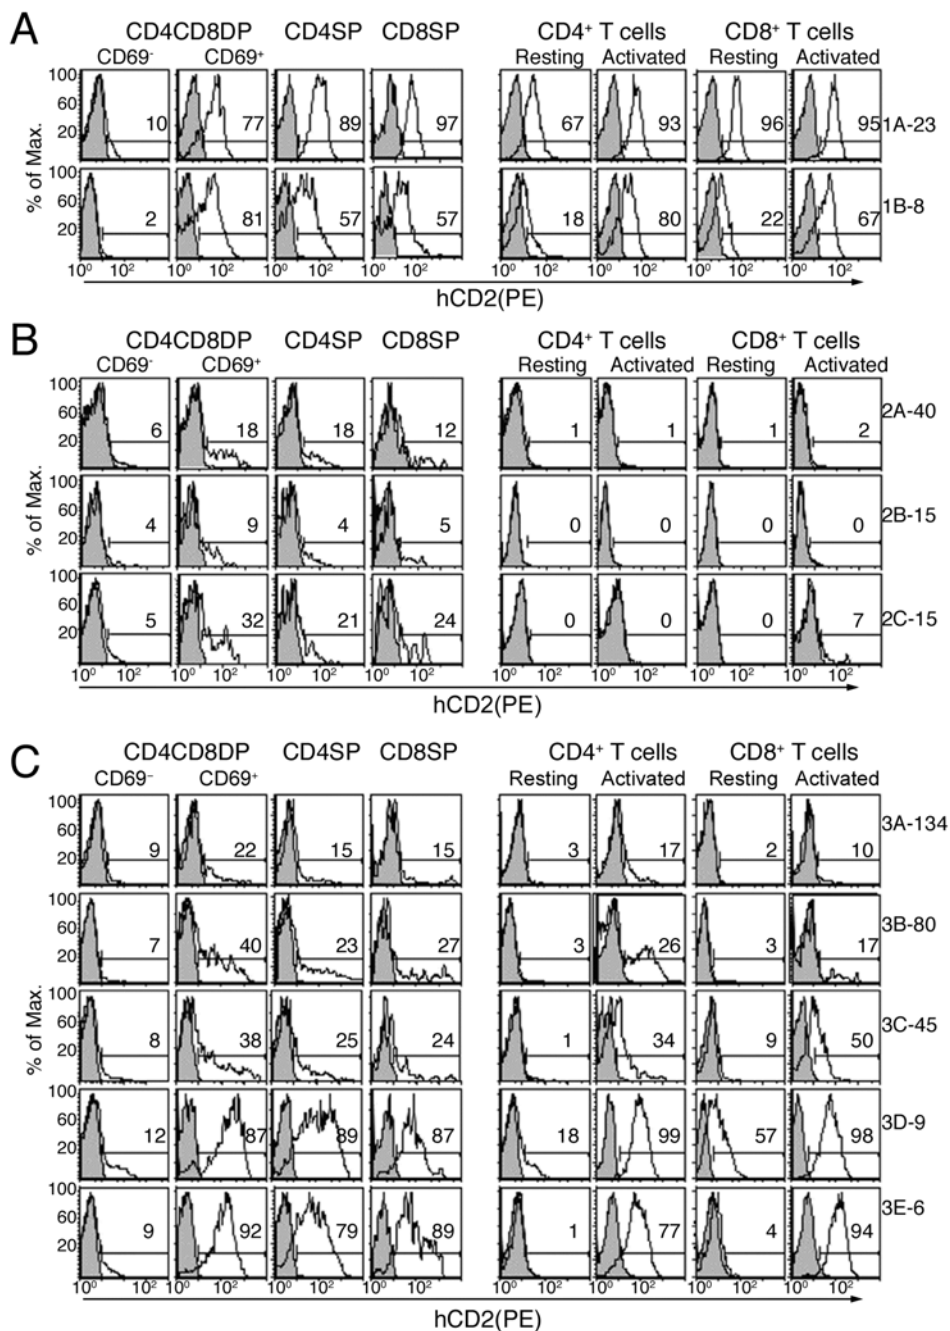 A
CD4CD8DP CD4SP CD8SP CD4⁺ T cells CD8⁺ T cells
CD69⁻ CD69⁺ Resting Activated Resting Activated
100
60
20
10 77 89 97 67 93 96 95 1A-23
% of Max.
100
60
20
2 81 57 57 18 80 22 67 1B-8
10⁰ 10² 10⁰ 10² 10⁰ 10² 10⁰ 10² 10⁰ 10² 10⁰ 10² 10⁰ 10² 10⁰ 10²
hCD2(PE)
B
CD4CD8DP CD4SP CD8SP CD4⁺ T cells CD8⁺ T cells
CD69⁻ CD69⁺ Resting Activated Resting Activated
100
60
20
6 18 18 12 1 1 1 2 2A-40
% of Max.
100
60
20
4 9 4 5 0 0 0 0 2B-15
100
60
20
5 32 21 24 0 0 0 7 2C-15
10⁰ 10² 10⁰ 10² 10⁰ 10² 10⁰ 10² 10⁰ 10² 10⁰ 10² 10⁰ 10² 10⁰ 10²
hCD2(PE)
C
CD4CD8DP CD4SP CD8SP CD4⁺ T cells CD8⁺ T cells
CD69⁻ CD69⁺ Resting Activated Resting Activated
100
60
20
9 22 15 15 3 17 2 10 3A-134
100
60
20
7 40 23 27 3 26 3 17 3B-80
% of Max.
100
60
20
8 38 25 24 1 34 9 50 3C-45
100
60
20
12 87 89 87 18 99 57 98 3D-9
100
60
20
9 92 79 89 1 77 4 94 3E-6
10⁰ 10² 10⁰ 10² 10⁰ 10² 10⁰ 10² 10⁰ 10² 10⁰ 10² 10⁰ 10² 10⁰ 10²
hCD2(PE)